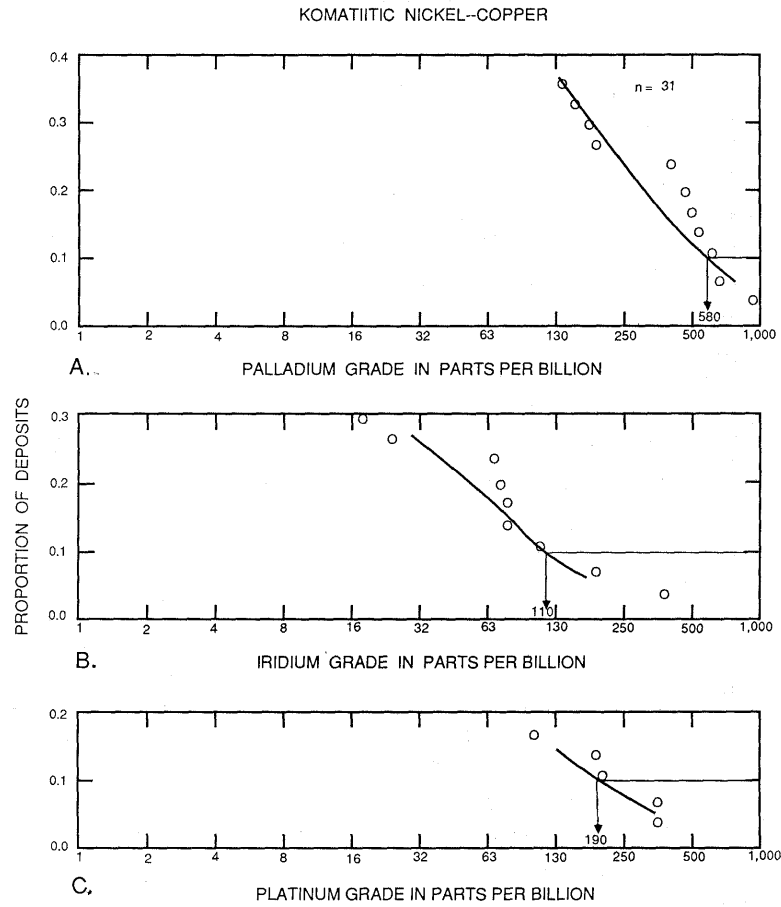 KOMATIITIC NICKEL--COPPER
0.4
n = 31
0.3
0.2
0.1
580
0.0
1 2 4 8 16 32 63 130 250 500 1,000
A. PALLADIUM GRADE IN PARTS PER BILLION
PROPORTION OF DEPOSITS
0.3
0.2
0.1
110
0.0
1 2 4 8 16 32 63 130 250 500 1,000
B. IRIDIUM GRADE IN PARTS PER BILLION
0.2
0.1
190
0.0
1 2 4 8 16 32 63 130 250 500 1,000
C. PLATINUM GRADE IN PARTS PER BILLION